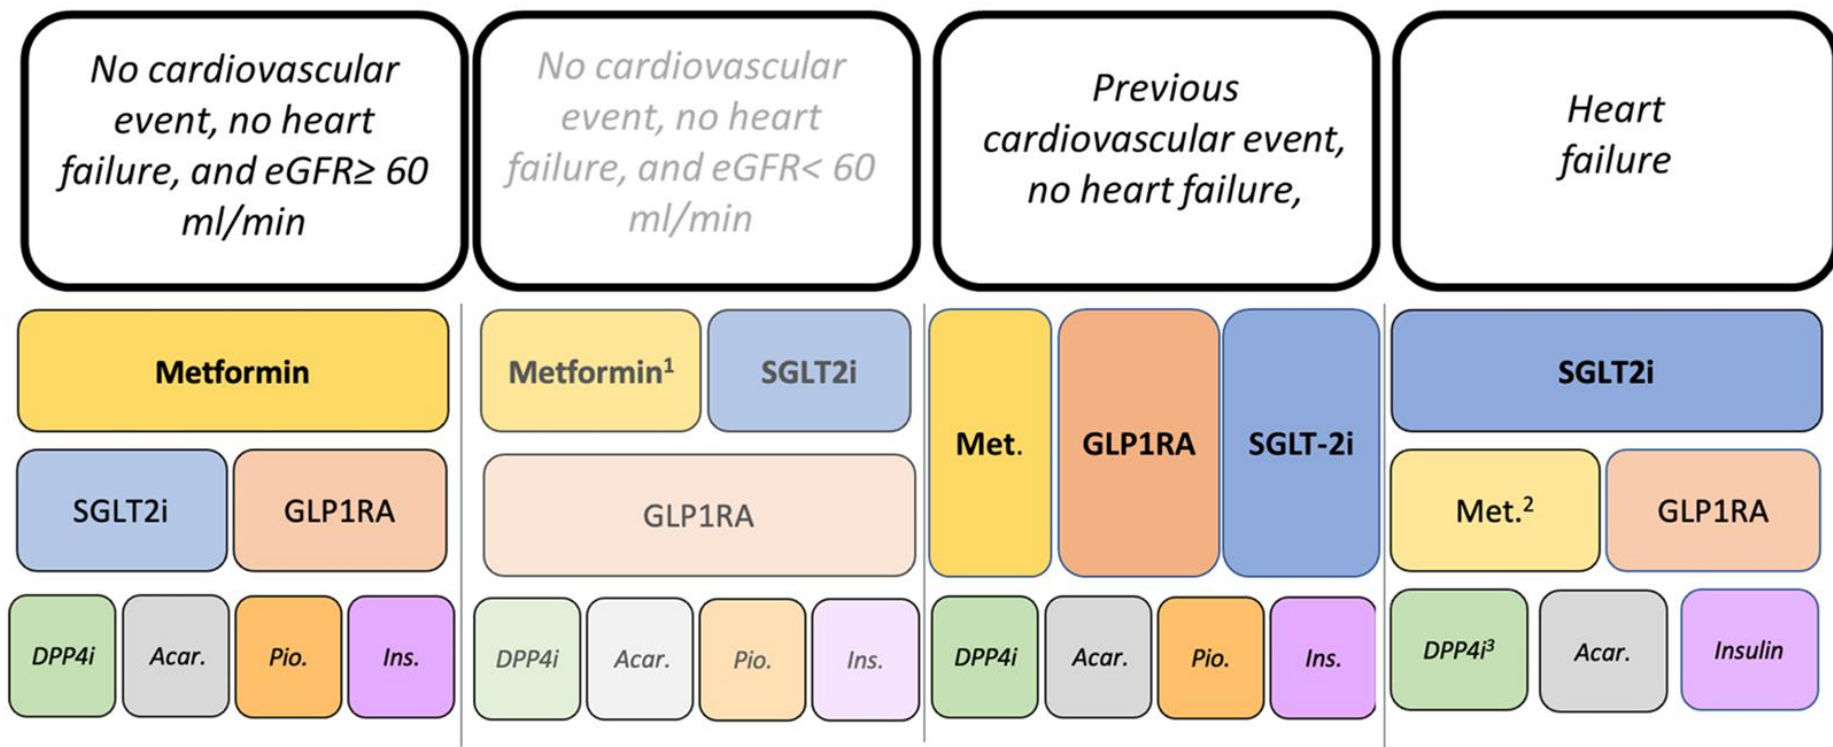 No cardiovascular
event, no heart
failure, and eGFR≥ 60
ml/min
No cardiovascular
event, no heart
failure, and eGFR< 60
ml/min
Previous
cardiovascular event,
no heart failure,
Heart
failure
Metformin
SGLT2i
GLP1RA
DPP4i
Acar.
Pio.
Ins.
Metformin¹
SGLT2i
GLP1RA
DPP4i
Acar.
Pio.
Ins.
Met.
GLP1RA
SGLT-2i
DPP4i
Acar.
Pio.
Ins.
SGLT2i
Met.²
GLP1RA
DPP4i³
Acar.
Insulin